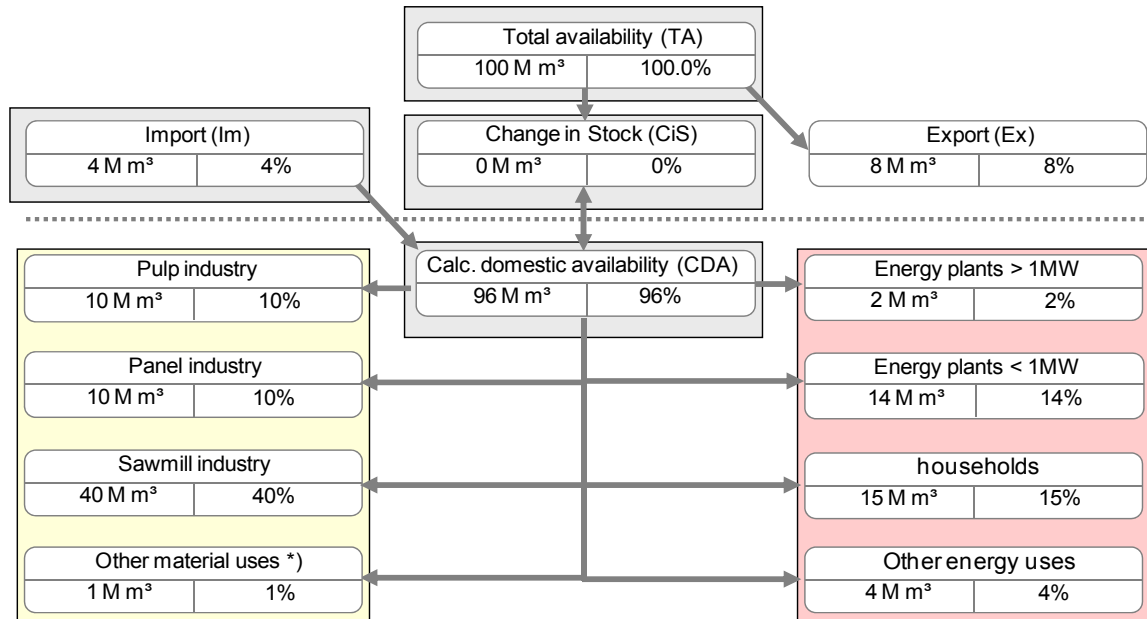 Total availability (TA)
100 M m³ 100.0%
Import (Im)
4 M m³ 4%
Change in Stock (CiS)
0 M m³ 0%
Export (Ex)
8 M m³ 8%
Calc. domestic availability (CDA)
96 M m³ 96%
Pulp industry
10 M m³ 10%
Panel industry
10 M m³ 10%
Sawmill industry
40 M m³ 40%
Other material uses *)
1 M m³ 1%
Energy plants > 1MW
2 M m³ 2%
Energy plants < 1MW
14 M m³ 14%
households
15 M m³ 15%
Other energy uses
4 M m³ 4%